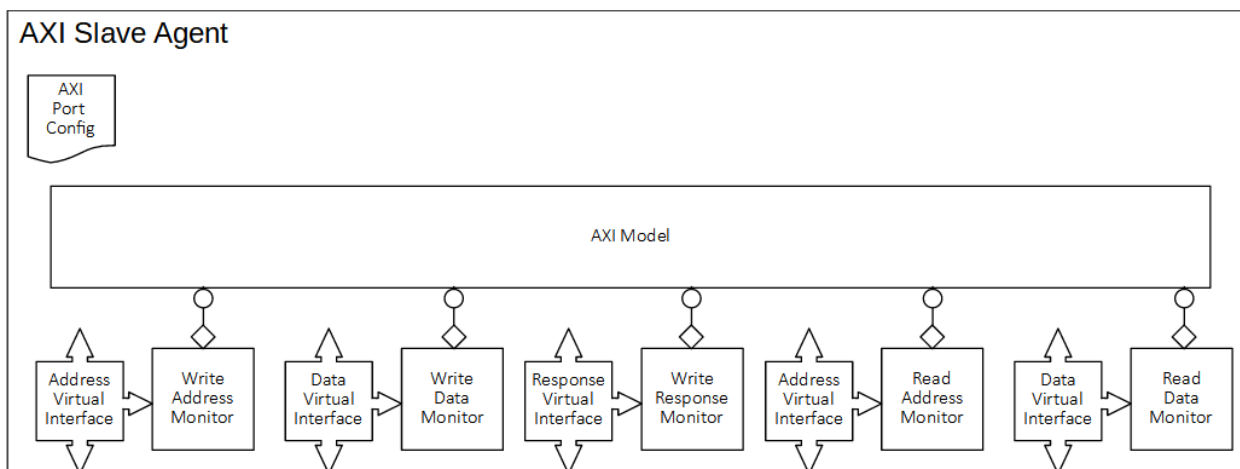 AXI Slave Agent
AXI
Port
Config
AXI Model
Address
Virtual
Interface
Write
Address
Monitor
Data
Virtual
Interface
Write
Data
Monitor
Response
Virtual
Interface
Write
Response
Monitor
Address
Virtual
Interface
Read
Address
Monitor
Data
Virtual
Interface
Read
Data
Monitor